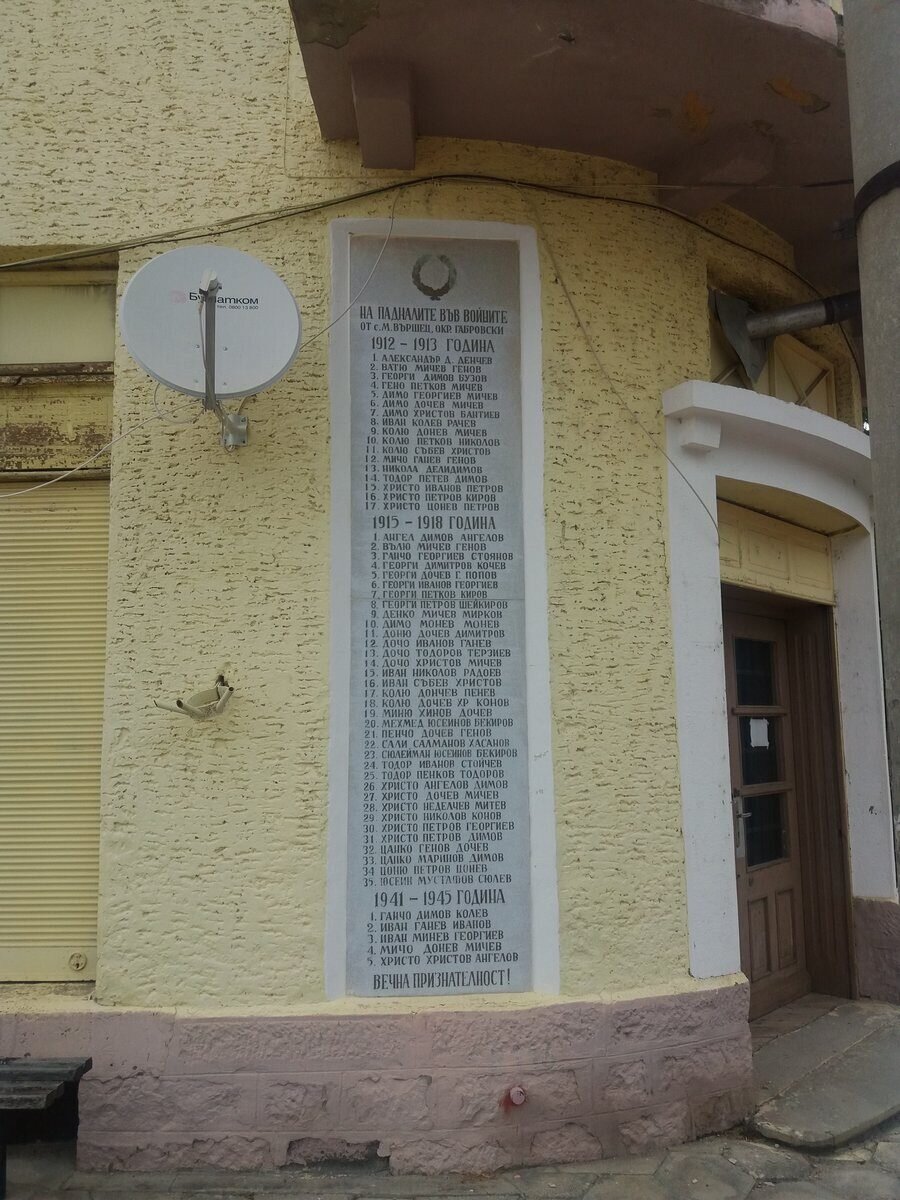 Булсатком
тел. 0800 13 800
НА ПАДНАЛИТЕ ВЪВ ВОЙНИТЕ
ОТ с. М. ВЪРШЕЦ, ОКР. ГАБРОВСКИ
1912 – 1913 ГОДИНА
1. АЛЕКСАНДЪР Д. ДЕНЧЕВ
2. ВАТЮ МИЧЕВ ГЕНОВ
3. ГЕОРГИ ДИМОВ БУЗОВ
4. ГЕНО ПЕТКОВ МИЧЕВ
5. ДИМО ГЕОРГИЕВ МИЧЕВ
6. ДИМО ДОЧЕВ МИЧЕВ
7. ДИМО ХРИСТОВ БАНТИЕВ
8. ИВАН КОЛЕВ РАЧЕВ
9. КОЛЮ ДОНЕВ МИЧЕВ
10. КОЛЮ ПЕТКОВ НИКОЛОВ
11. КОЛЮ СЪБЕВ ХРИСТОВ
12. МИЧО ГАНЕВ ГЕНОВ
13. НИКОЛА ДЕЛИДИМОВ
14. ТОДОР ПЕТЕВ ДИМОВ
15. ХРИСТО ИВАНОВ ПЕТРОВ
16. ХРИСТО ПЕТРОВ КИРОВ
17. ХРИСТО ЦОНЕВ ПЕТРОВ
1915 – 1918 ГОДИНА
1. АНГЕЛ ДИМОВ АНГЕЛОВ
2. ВЪЛЮ МИЧЕВ ГЕНОВ
3. ГАНЧО ГЕОРГИЕВ СТОЯНОВ
4. ГЕОРГИ ДИМИТРОВ КОЧЕВ
5. ГЕОРГИ ДОЧЕВ Г. ПОПОВ
6. ГЕОРГИ ИВАНОВ ГЕОРГИЕВ
7. ГЕОРГИ ПЕТКОВ КИРОВ
8. ГЕОРГИ ПЕТРОВ ШЕЙКИРОВ
9. ДЕНКО МИЧЕВ МИРКОВ
10. ДИМО МОНЕВ МОНЕВ
11. ДОНЮ ДОЧЕВ ДИМИТРОВ
12. ДОЧО ИВАНОВ ГАНЕВ
13. ДОЧО ТОДОРОВ ТЕРЗИЕВ
14. ДОЧО ХРИСТОВ МИЧЕВ
15. ИВАН НИКОЛОВ РАДОЕВ
16. ИВАН СЪБЕВ ХРИСТОВ
17. КОЛЮ ДОНЧЕВ ПЕНЕВ
18. КОЛЮ ДОЧЕВ ХР КОНОВ
19. МИНЮ ХИНОВ ДОЧЕВ
20. МЕХМЕД ЮСЕИНОВ БЕКИРОВ
21. ПЕНЧО ДОЧЕВ ГЕНОВ
22. САЛИ САЛМАНОВ ХАСАНОВ
23. СЮЛЕЙМАН ЮСЕИНОВ БЕКИРОВ
24. ТОДОР ИВАНОВ СТОЙЧЕВ
25. ТОДОР ПЕНКОВ ТОДОРОВ
26. ХРИСТО АНГЕЛОВ ДИМОВ
27. ХРИСТО ДОЧЕВ МИЧЕВ
28. ХРИСТО НЕДЕЛЧЕВ МИТЕВ
29. ХРИСТО НИКОЛОВ КОНОВ
30. ХРИСТО ПЕТРОВ ГЕОРГИЕВ
31 ХРИСТО ПЕТРОВ ДИМОВ
32. ЦАНКО ГЕНОВ ДОЧЕВ
33. ЦАНКО МАРИНОВ ДИМОВ
34 ЦОНЮ ПЕТРОВ ЦОНЕВ
35. ЮСЕИН МУСТАФОВ СЮЛЕВ
1941 – 1945 ГОДИНА
1. ГАНЧО ДИМОВ КОЛЕВ
2. ИВАН ГАНЕВ ИВАНОВ
3. ИВАН МИНЕВ ГЕОРГИЕВ
4. МИЧО ДОНЕВ МИЧЕВ
5. ХРИСТО ХРИСТОВ АНГЕЛОВ
ВЕЧНА ПРИЗНАТЕЛНОСТ!